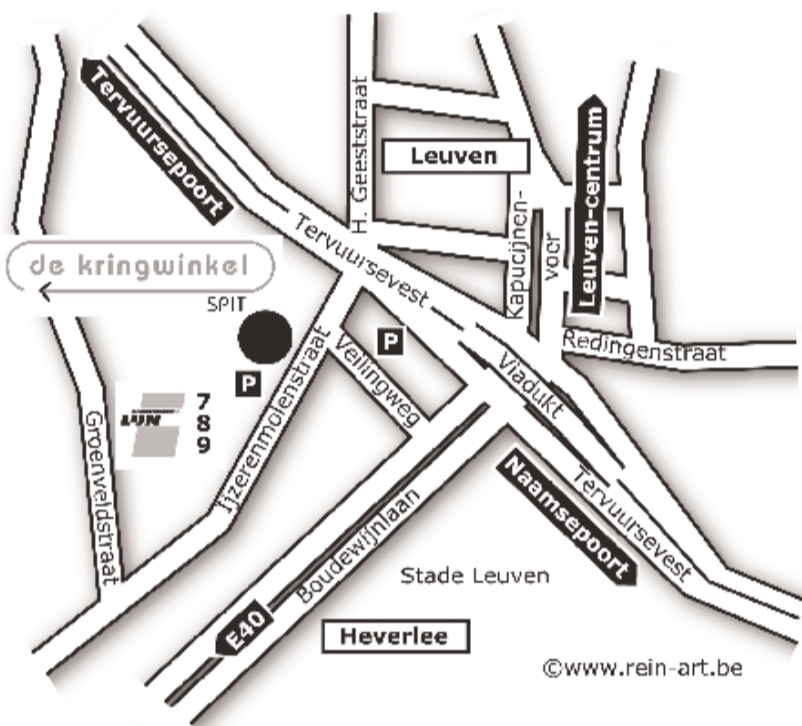 Tervuursepoort
H. Geeststraat
Leuven
Leuven-centrum
Kapucijnen-
voer
Tervuursevest
de kringwinkel
SPIT
P
P
Redingenstraat
Viadukt
Vellingweg
Ijzerenmolenstraat
7
8
9
Groenveldstraat
Naamsepoort
Tervuursevest
Boudewijnlaan
Stade Leuven
E40
Heverlee
©www.rein-art.be